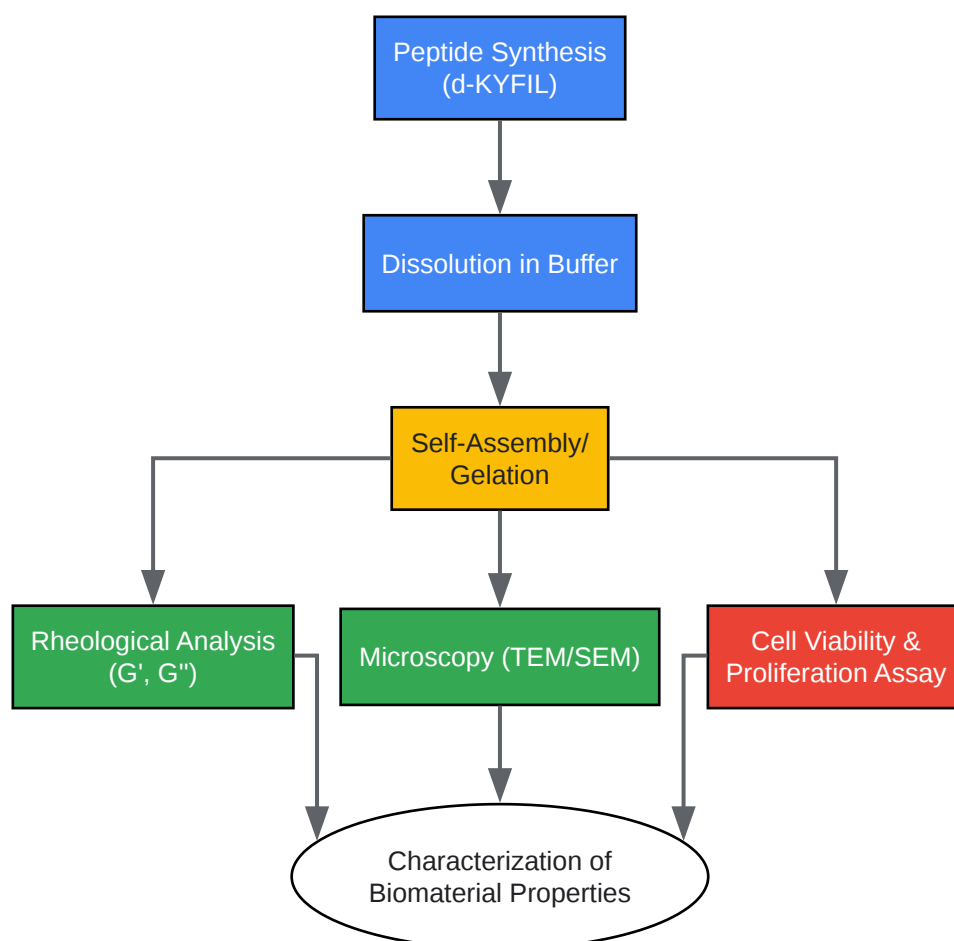 Peptide Synthesis
(d-KYFIL)
Dissolution in Buffer
Self-Assembly/
Gelation
Rheological Analysis
(G', G'')
Microscopy (TEM/SEM)
Cell Viability &
Proliferation Assay
Characterization of
Biomaterial Properties